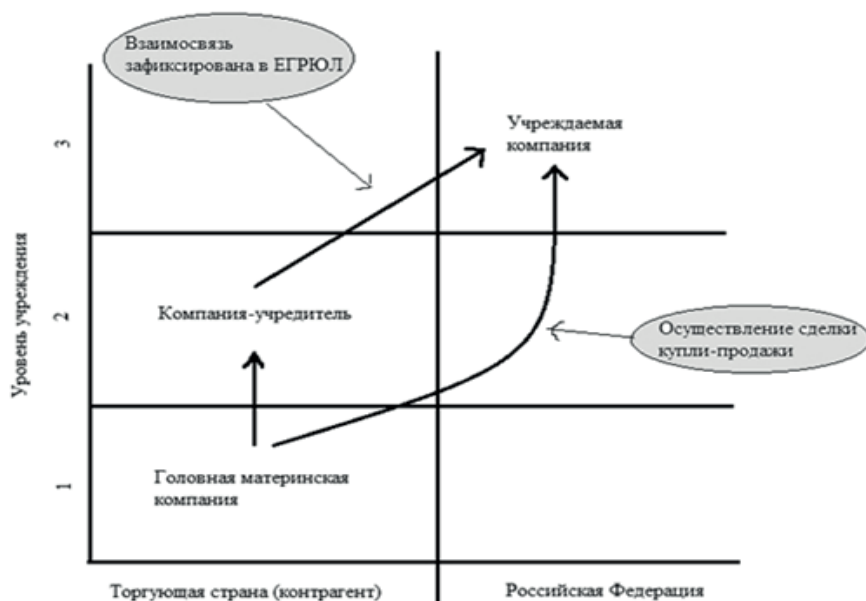 Взаимосвязь
зафиксирована в ЕГРЮЛ
Учреждаемая
компания
3
Уровень учреждения
2
Компания-учредитель
Осуществление сделки
купли-продажи
1
Головная материнская
компания
Торгующая страна (контрагент)
Российская Федерация